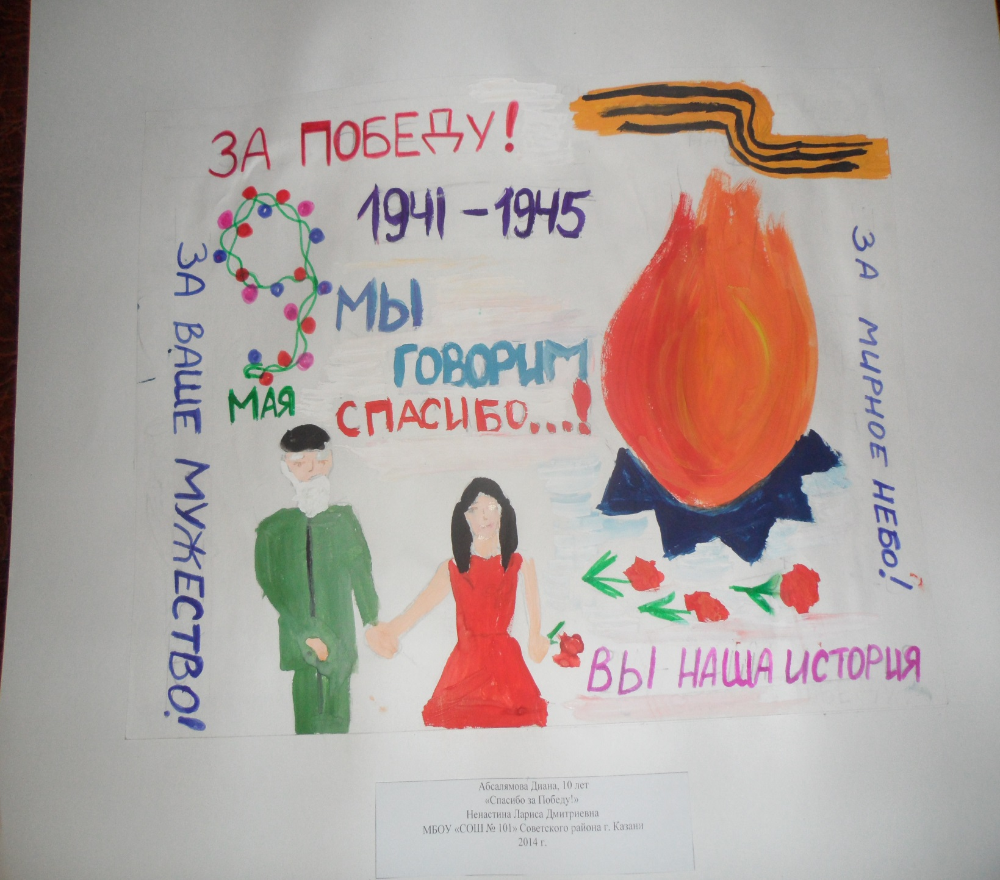 ЗА ПОБЕДУ!
1941-1945
9
МАЯ
МЫ
ГОВОРИМ
СПАСИБО...!
ЗА ВАШЕ МУЖЕСТВО!
ЗА МИРНОЕ НЕБО!
ВЫ НАША ИСТОРИЯ
Абсалямова Диана, 10 лет
«Спасибо за Победу!»
Ненастина Лариса Дмитриевна
МБОУ «СОШ № 101» Советского района г. Казани
2014 г.